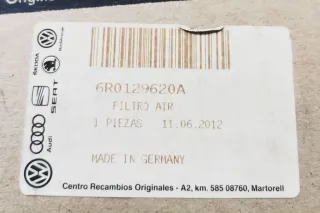 Origin
ŠKODA
SEAT
Audi
6R0129620A
FILTRO AIR
1 PIEZAS 11.06.2012
MADE IN GERMANY
Centro Recambios Originales - A2, km. 585 08760, Martorell